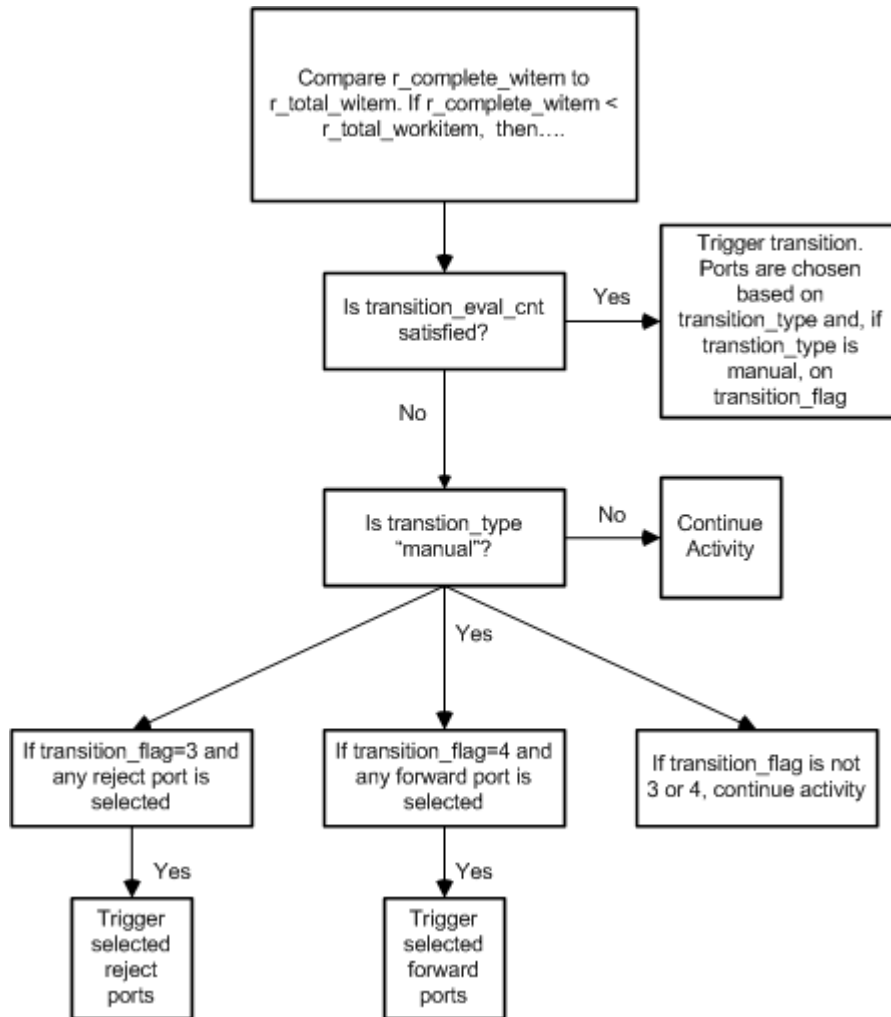 Compare r_complete_witem to
r_total_witem. If r_complete_witem <
r_total_workitem, then....
Is transition_eval_cnt
satisfied?
Yes
Trigger transition.
Ports are chosen
based on
transition_type and, if
transtion_type is
manual, on
transition_flag
No
Is transtion_type
“manual”?
No
Continue
Activity
Yes
If transition_flag=3 and
any reject port is
selected
If transition_flag=4 and
any forward port is
selected
If transition_flag is not
3 or 4, continue activity
Yes
Yes
Trigger
selected
reject
ports
Trigger
selected
forward
ports